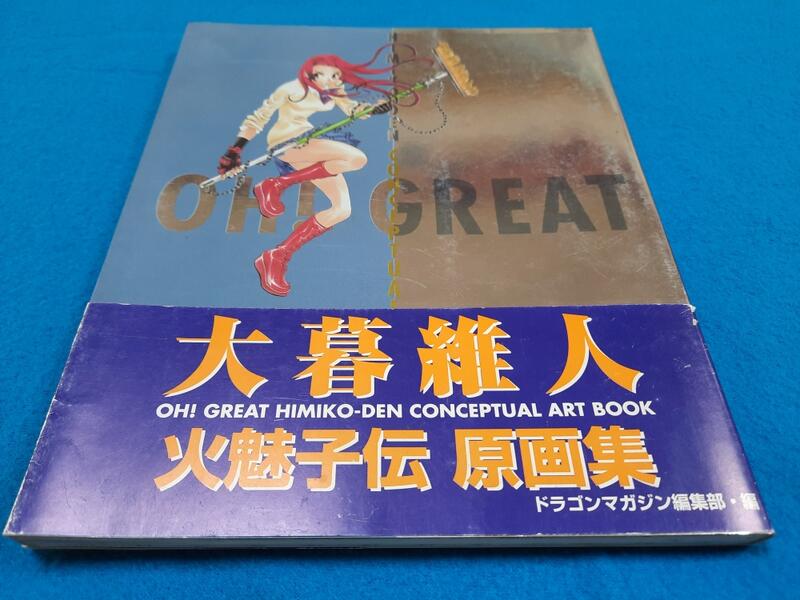 OH! GREAT
CONCEPTUAL
大暮維人
OH! GREAT HIMIKO-DEN CONCEPTUAL ART BOOK
火魅子伝 原画集
ドラゴンマガジン編集部・編